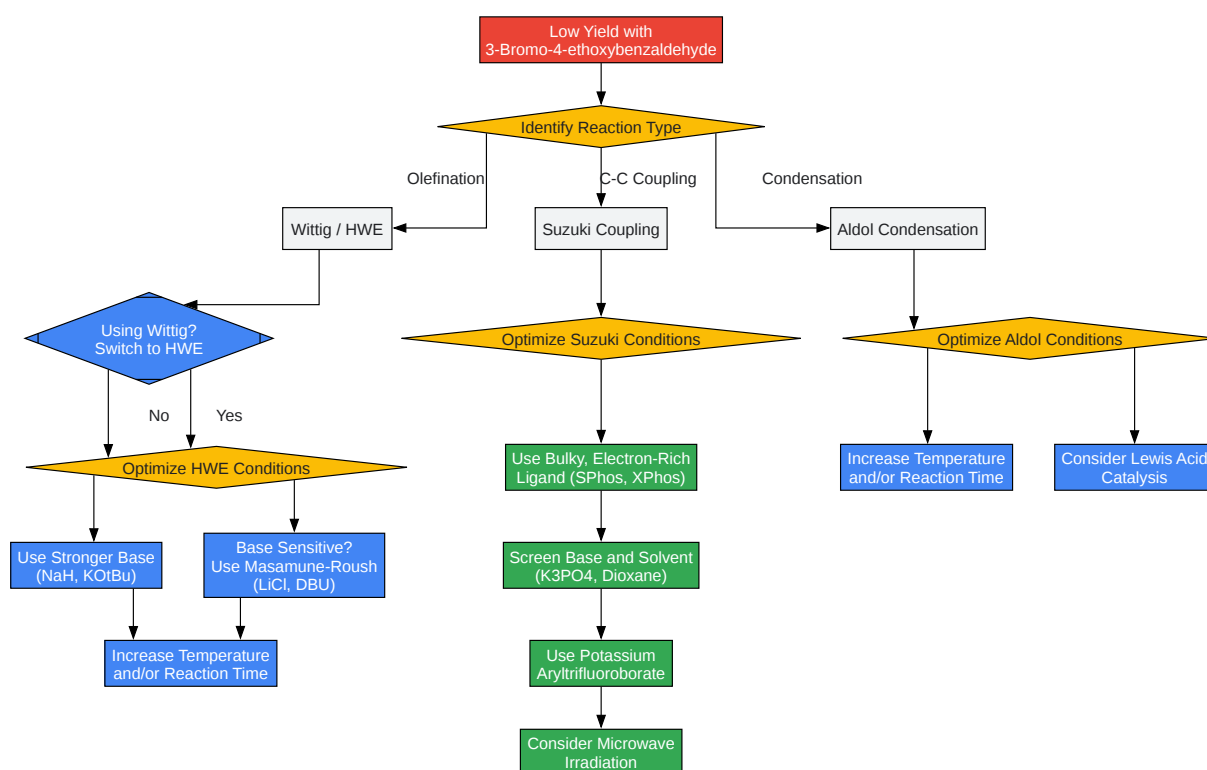 Low Yield with
3-Bromo-4-ethoxybenzaldehyde
Identify Reaction Type
Olefination
C-C Coupling
Condensation
Wittig / HWE
Suzuki Coupling
Aldol Condensation
Using Wittig?
Switch to HWE
Optimize Suzuki Conditions
Optimize Aldol Conditions
No
Yes
Optimize HWE Conditions
Use Bulky, Electron-Rich
Ligand (SPhos, XPhos)
Increase Temperature
and/or Reaction Time
Consider Lewis Acid
Catalysis
Use Stronger Base
(NaH, KOtBu)
Base Sensitive?
Use Masamune-Roush
(LiCl, DBU)
Screen Base and Solvent
(K3PO4, Dioxane)
Increase Temperature
and/or Reaction Time
Use Potassium
Aryltrifluoroborate
Consider Microwave
Irradiation